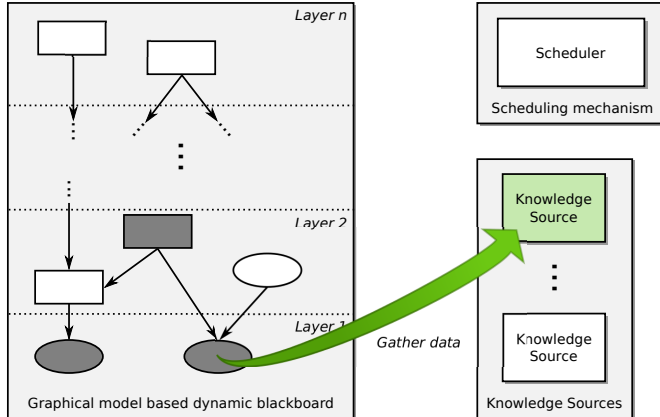 Layer n
Scheduler
Scheduling mechanism
Knowledge
Source
Layer 2
Layer 1
Gather data
Knowledge
Source
Graphical model based dynamic blackboard
Knowledge Sources